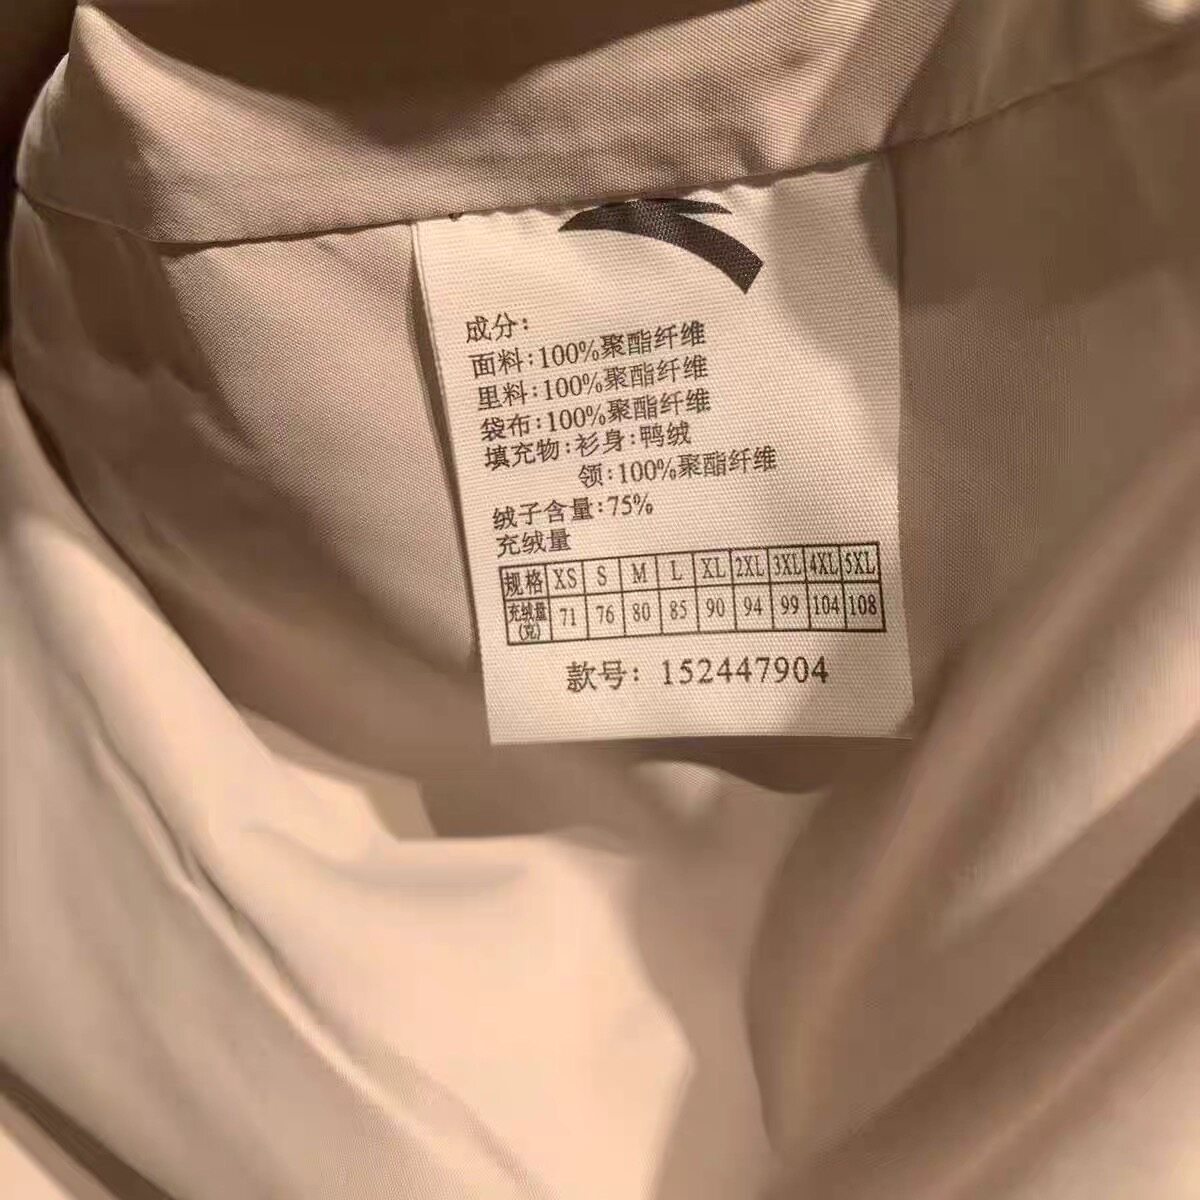 成分:
面料:100%聚酯纤维
里料:100%聚酯纤维
袋布:100%聚酯纤维
填充物:衫身:鸭绒
领:100%聚酯纤维
绒子含量:75%
充绒量
规格 XS S M L XL 2XL 3XL 4XL 5XL
充绒量(克) 71 76 80 85 90 94 99 104 108
款号: 152447904